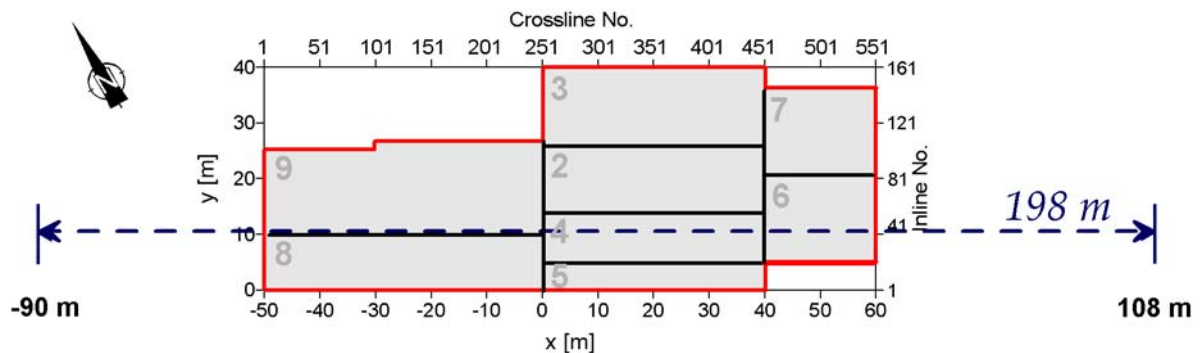 Crossline No.
1 51 101 151 201 251 301 351 401 451 501 551
40 161
3
7
30 121
9
2
20 81
6
198 m
10 41
4
8
5
0 1
y [m]
Inline No.
-50 -40 -30 -20 -10 0 10 20 30 40 50 60
-90 m 108 m
x [m]
N